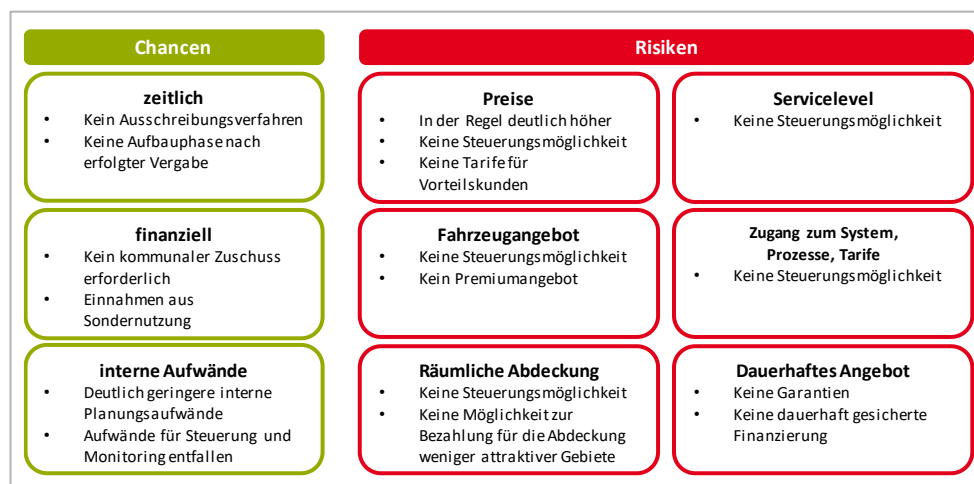 Chancen
zeitlich
• Kein Ausschreibungsverfahren
• Keine Aufbauphase nach
erfolgter Vergabe
finanziell
• Kein kommunaler Zuschuss
erforderlich
• Einnahmen aus
Sondernutzung
interne Aufwände
• Deutlich geringere interne
Planungsaufwände
• Aufwände für Steuerung und
Monitoring entfallen
Risiken
Preise
• In der Regel deutlich höher
• Keine Steuerungsmöglichkeit
• Keine Tarife für
Vorteilskunden
Servicelevel
• Keine Steuerungsmöglichkeit
Fahrzeugangebot
• Keine Steuerungsmöglichkeit
• Kein Premiumangebot
Zugang zum System,
Prozesse, Tarife
• Keine Steuerungsmöglichkeit
Räumliche Abdeckung
• Keine Steuerungsmöglichkeit
• Keine Möglichkeit zur
Bezahlung für die Abdeckung
weniger attraktiver Gebiete
Dauerhaftes Angebot
• Keine Garantien
• Keine dauerhaft gesicherte
Finanzierung